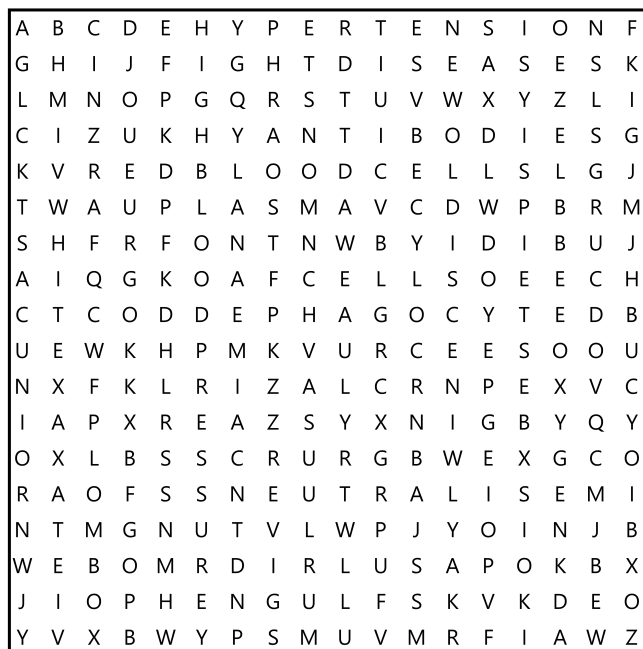 A B C D E H Y P E R T E N S I O N F
G H I J F I G H T D I S E A S E S K
L M N O P G Q R S T U V W X Y Z L I
C I Z U K H Y A N T I B O D I E S G
K V R E D B L O O D C E L L S L G J
T W A U P L A S M A V C D W P B R M
S H F R F O N T N W B Y I D I B U J
A I Q G K O A F C E L L S O E E C H
C T C O D D E P H A G O C Y T E D B
U E W K H P M K V U R C E E S O O U
N X F K L R I Z A L C R N P E X V C
I A P X R E A Z S Y X N I G B Y Q Y
O X L B S S C R U R G B W E X G C O
R A O F S S N E U T R A L I S E M I
N T M G N U T V L W P J Y O I N J B
W E B O M R D I R L U S A P O K B X
J I O P H E N G U L F S K V K D E O
Y V X B W Y P S M U V M R F I A W Z